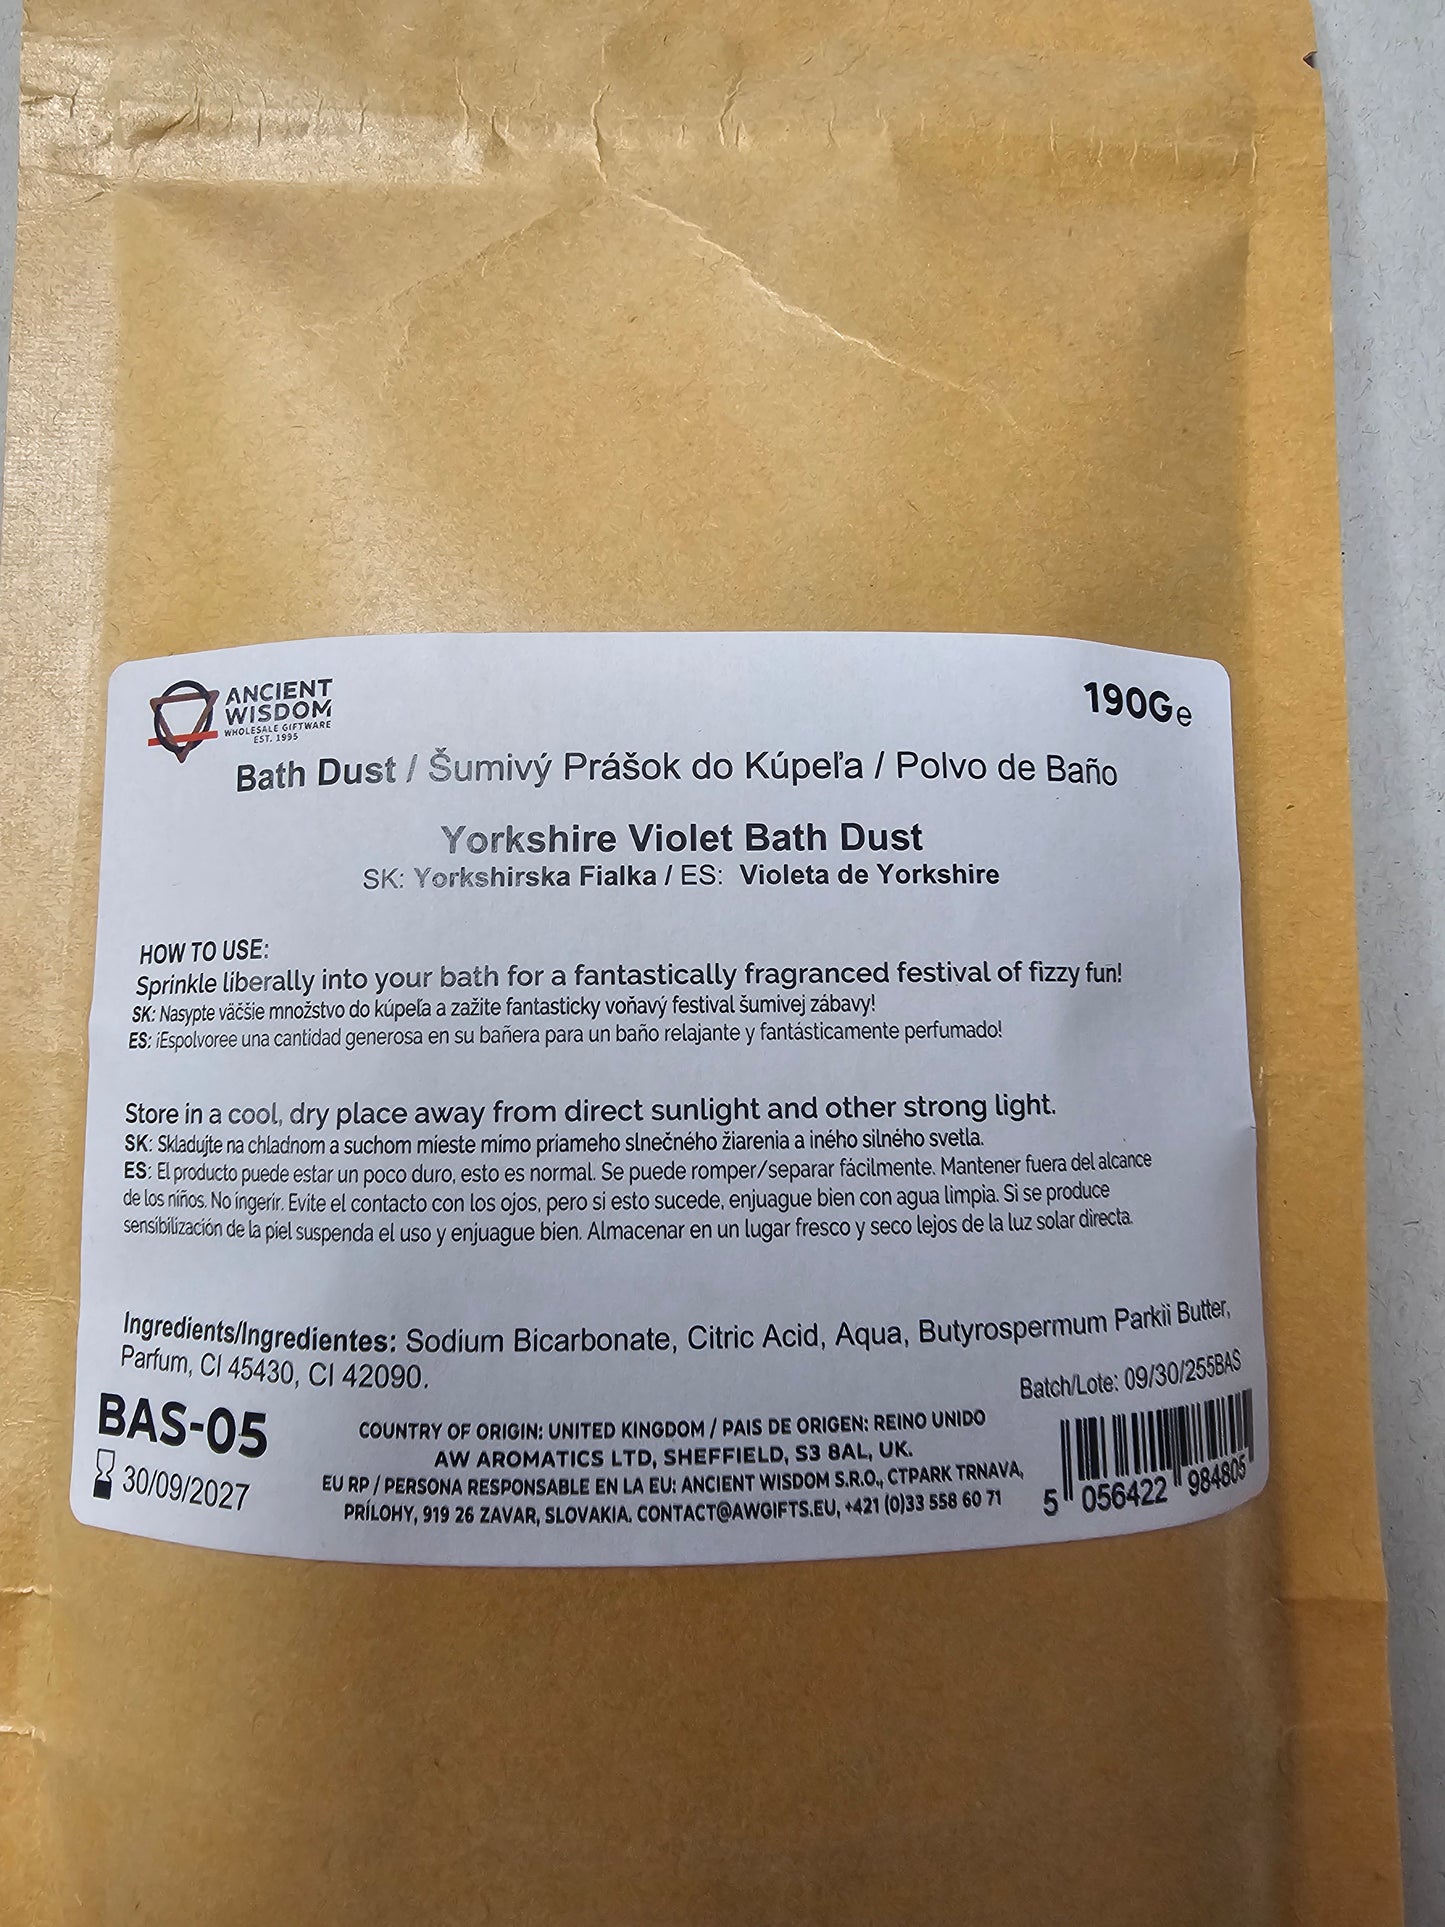 ANCIENT
WISDOM
WHOLESALE GIFTWARE
EST. 1995
190Ge
Bath Dust / Šumivý Prášok do Kúpeľa / Polvo de Baño
Yorkshire Violet Bath Dust
SK: Yorkshirska Fialka / ES: Violeta de Yorkshire
HOW TO USE:
Sprinkle liberally into your bath for a fantastically fragranced festival of fizzy fun!
SK: Nasypte väčšie množstvo do kúpeľa a zažite fantasticky voňavý festival šumivej zábavy!
ES: ¡Espolvoree una cantidad generosa en su bañera para un baño relajante y fantásticamente perfumado!
Store in a cool, dry place away from direct sunlight and other strong light.
SK: Skladujte na chladnom a suchom mieste mimo priameho slnečného žiarenia a iného silného svetla.
ES: El producto puede estar un poco duro, esto es normal. Se puede romper/separar fácilmente. Mantener fuera del alcance
de los niños. No ingerir. Evite el contacto con los ojos, pero si esto sucede, enjuague bien con agua limpia. Si se produce
sensibilización de la piel suspenda el uso y enjuague bien. Almacenar en un lugar fresco y seco lejos de la luz solar directa.
Ingredients/Ingredientes: Sodium Bicarbonate, Citric Acid, Aqua, Butyrospermum Parkii Butter,
Parfum, CI 45430, CI 42090.
Batch/Lote: 09/30/255BAS
BAS-05
30/09/2027
COUNTRY OF ORIGIN: UNITED KINGDOM / PAIS DE ORIGEN: REINO UNIDO
AW AROMATICS LTD, SHEFFIELD, S3 8AL, UK.
EU RP / PERSONA RESPONSABLE EN LA EU: ANCIENT WISDOM S.R.O., CTPARK TRNAVA,
PRÍLOHY, 919 26 ZAVAR, SLOVAKIA. CONTACT@AWGIFTS.EU, +421 (0)33 558 60 71
5 056422 984805